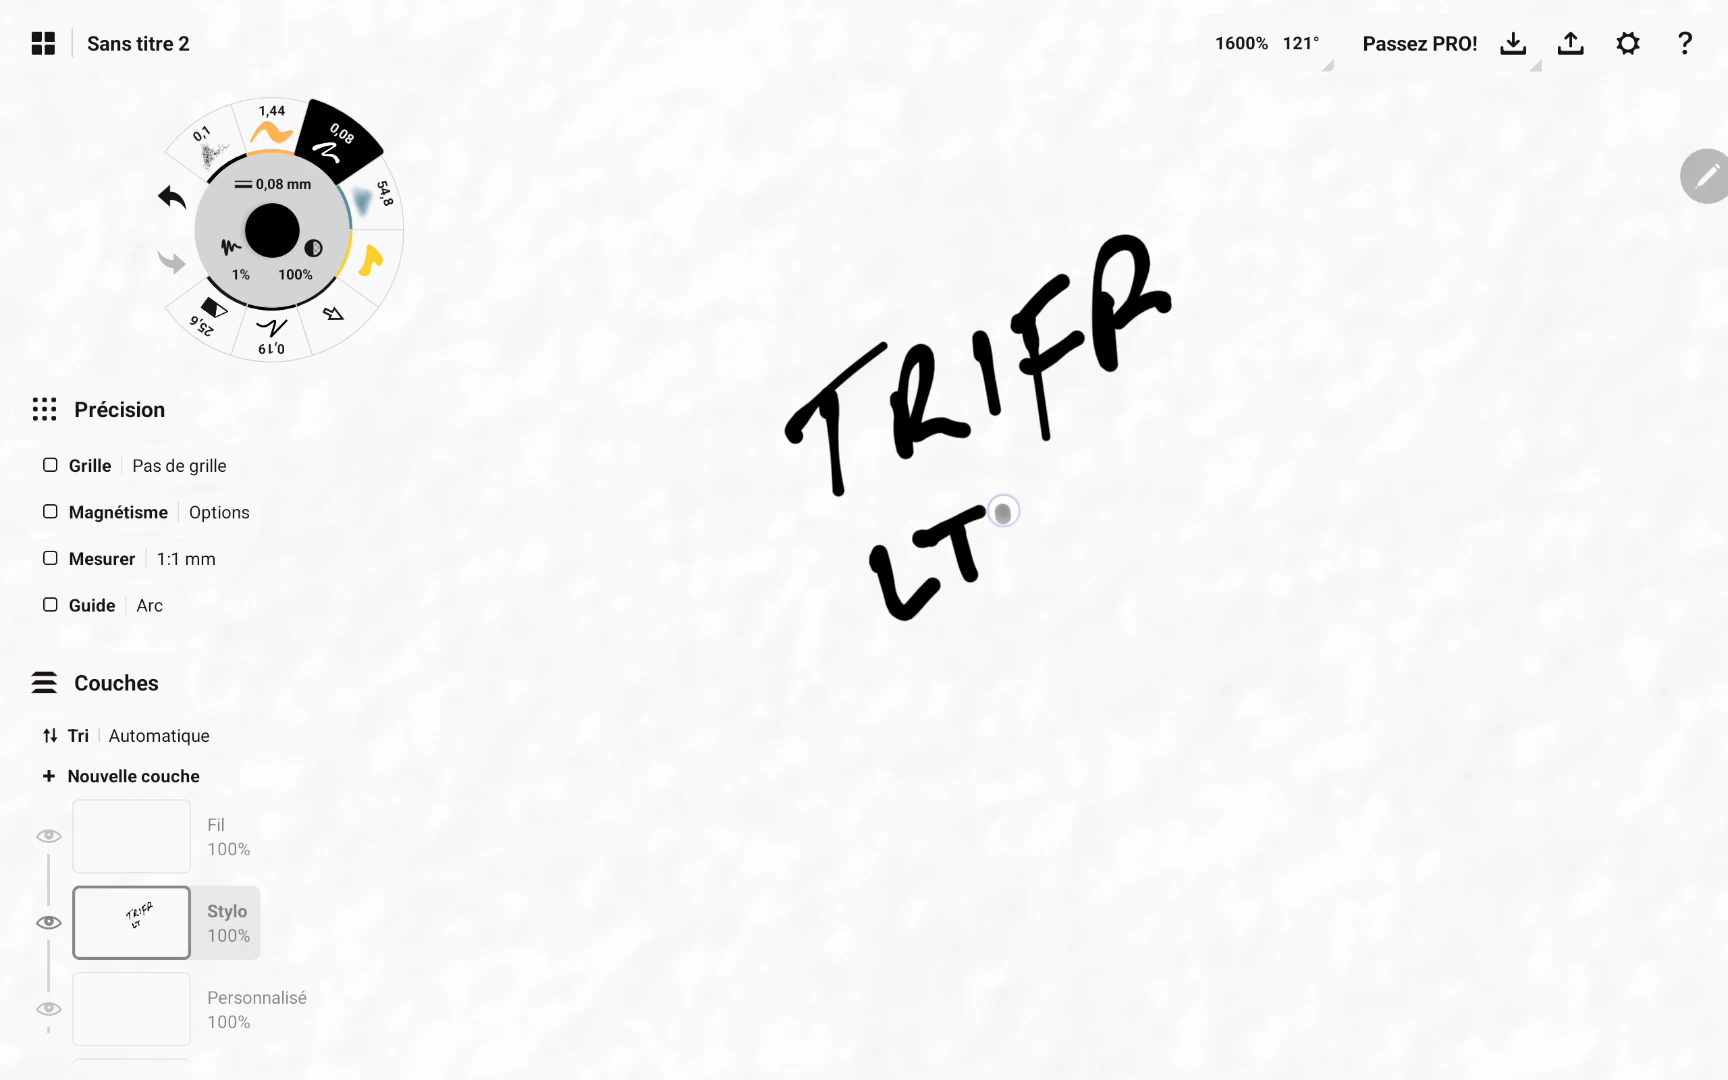 Sans titre 2
1600% 121°
Passez PRO!
?
1,44
0,1
0,08
54,8
0,08 mm
1%
100%
25,6
0,19
Précision
Grille Pas de grille
Magnétisme Options
Mesurer 1:1 mm
Guide Arc
Couches
Tri Automatique
+ Nouvelle couche
Fil
100%
Stylo
100%
Personnalisé
100%
TRIFR
LT